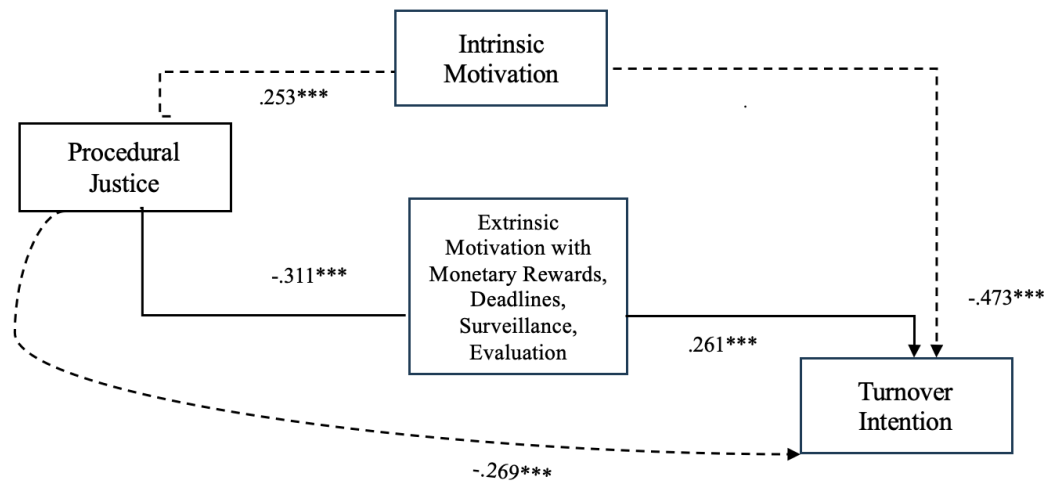 Intrinsic
Motivation
.253***
Procedural
Justice
Extrinsic
Motivation with
Monetary Rewards,
Deadlines,
Surveillance,
Evaluation
-.311***
-.473***
.261***
Turnover
Intention
-.269***